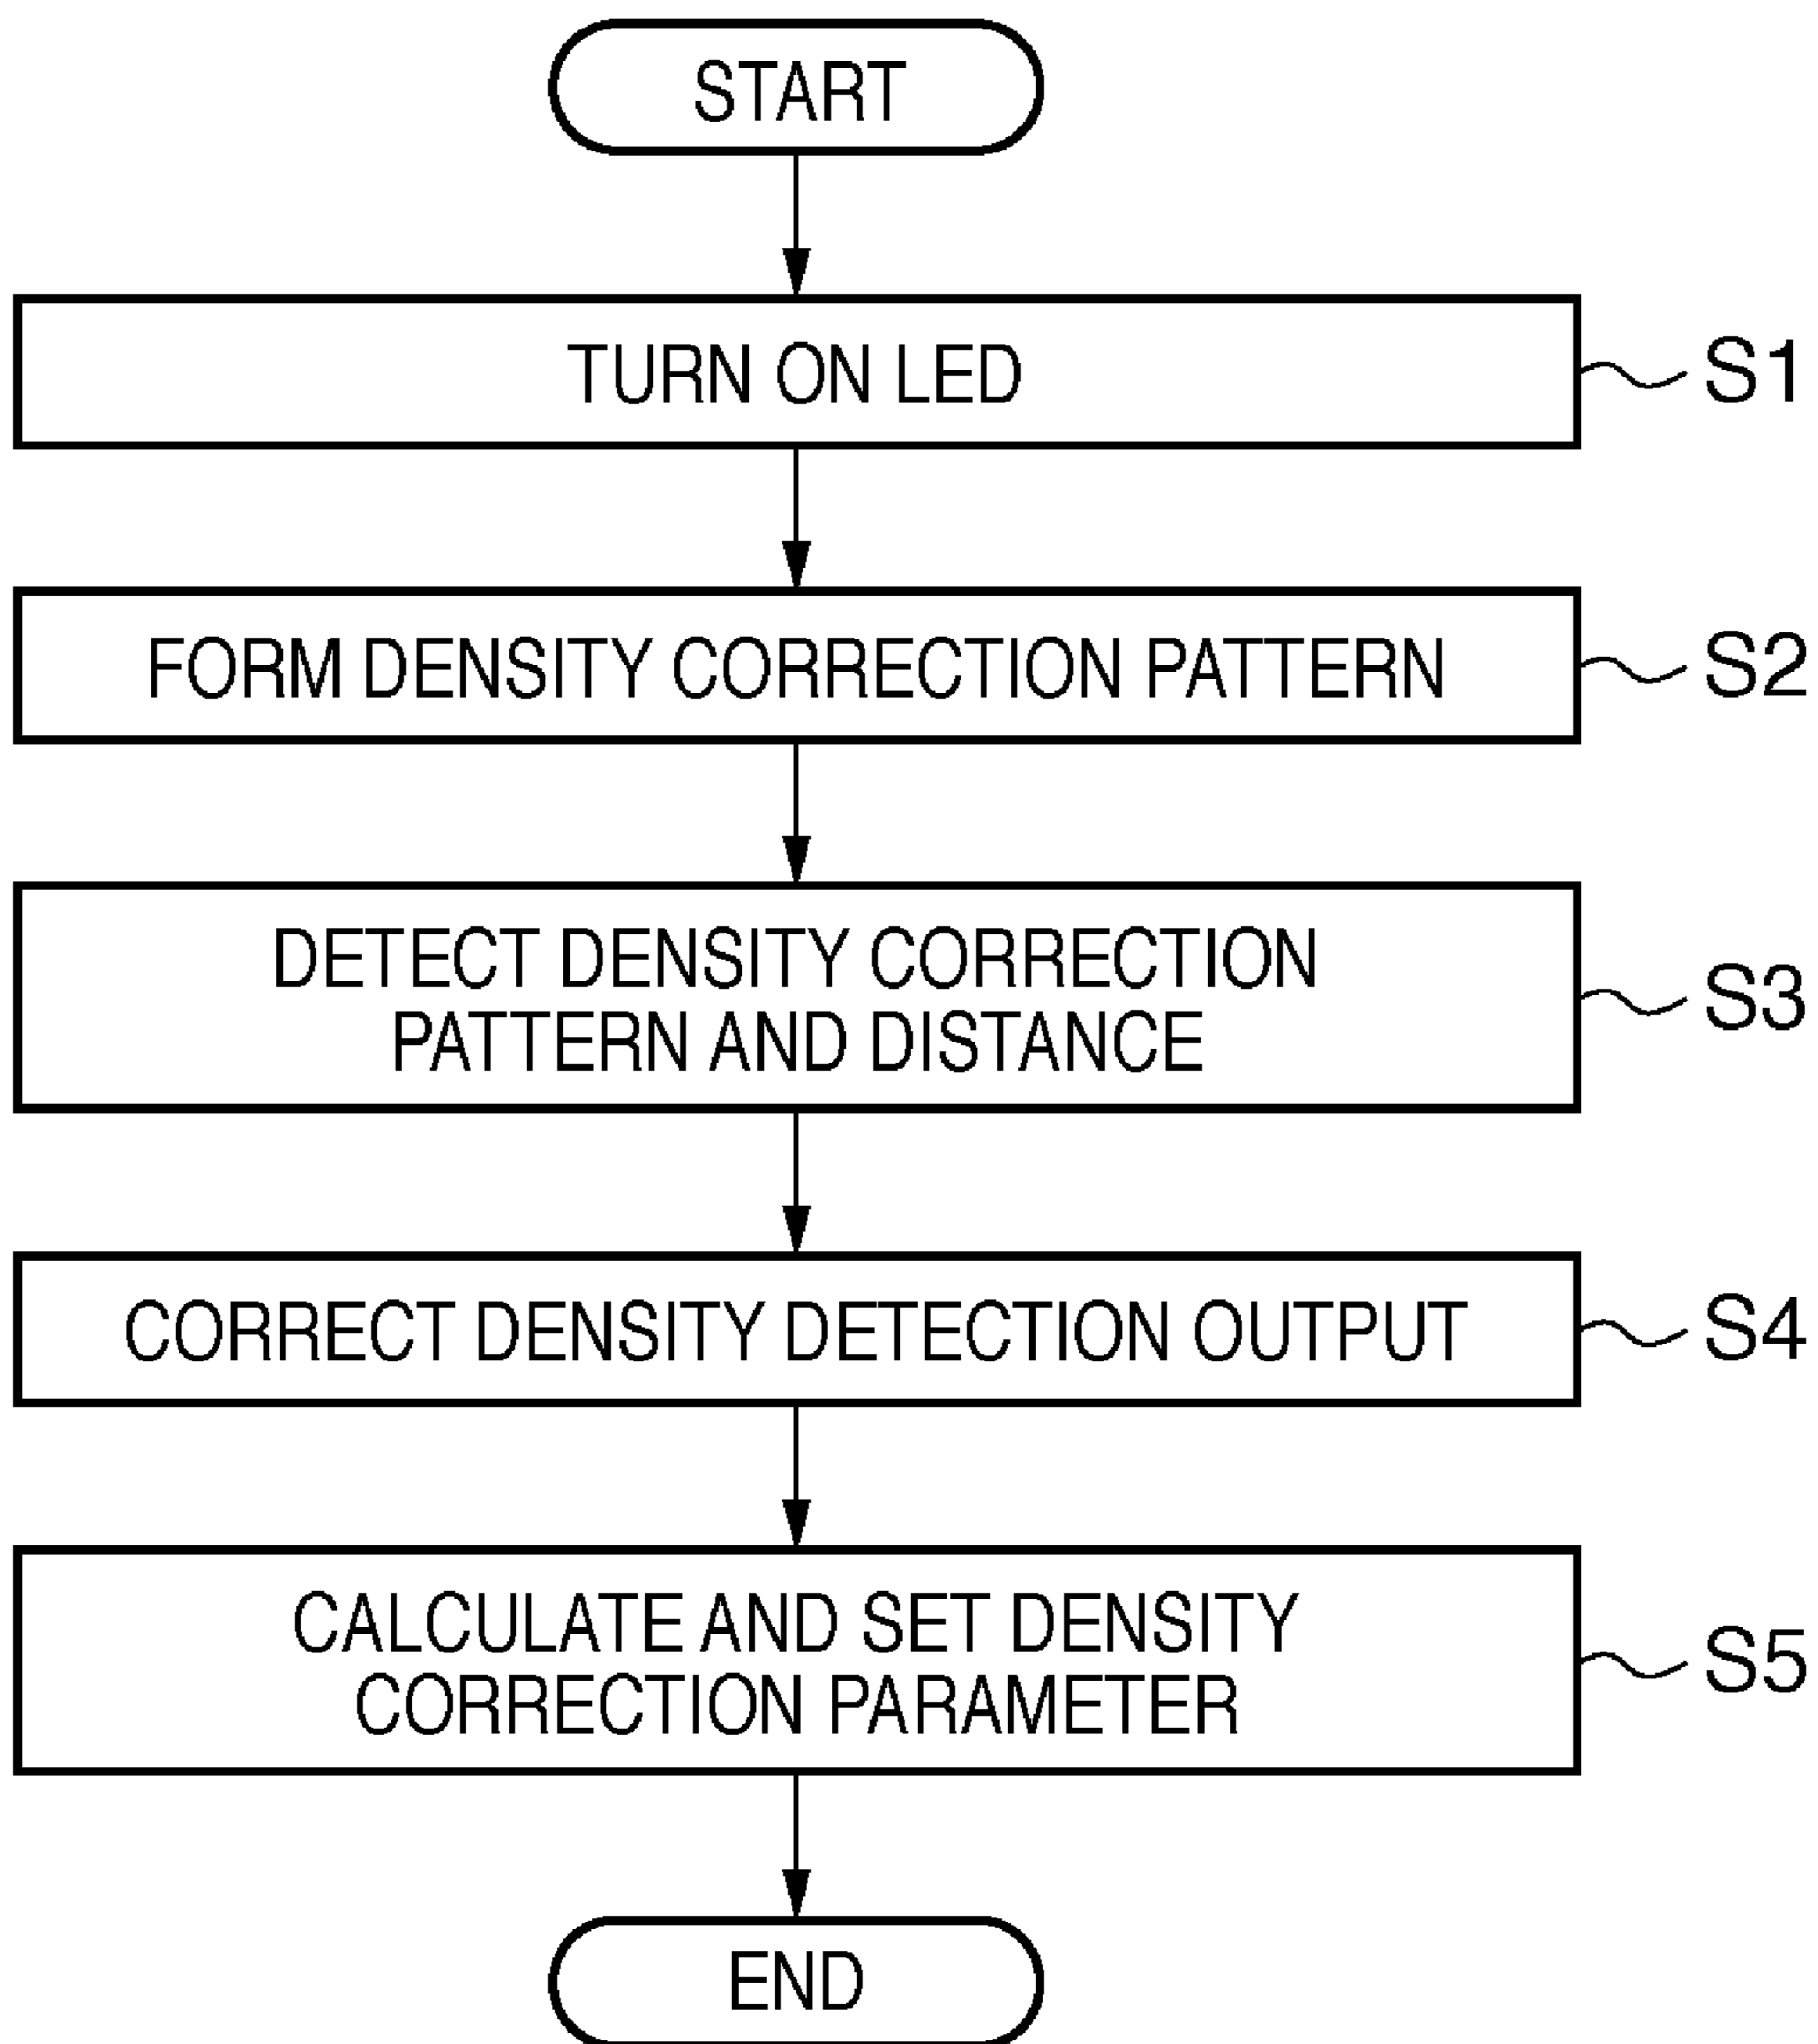 START
TURN ON LED
S1
FORM DENSITY CORRECTION PATTERN
S2
DETECT DENSITY CORRECTION
PATTERN AND DISTANCE
S3
CORRECT DENSITY DETECTION OUTPUT
S4
CALCULATE AND SET DENSITY
CORRECTION PARAMETER
S5
END